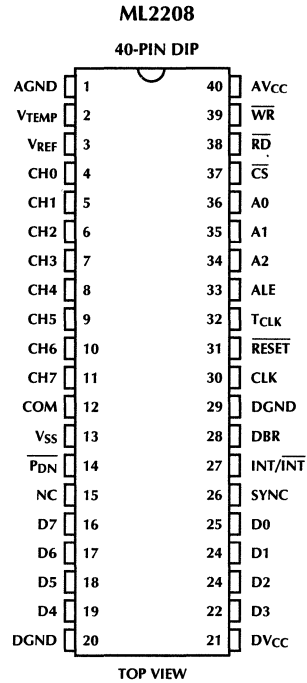 ML2208
40-PIN DIP
AGND 1 40 AVCC
VTEMP 2 39 WR
VREF 3 38 RD
CH0 4 37 CS
CH1 5 36 A0
CH2 6 35 A1
CH3 7 34 A2
CH4 8 33 ALE
CH5 9 32 TCLK
CH6 10 31 RESET
CH7 11 30 CLK
COM 12 29 DGND
VSS 13 28 DBR
PDN 14 27 INT/INT
NC 15 26 SYNC
D7 16 25 D0
D6 17 24 D1
D5 18 24 D2
D4 19 22 D3
DGND 20 21 DVCC
TOP VIEW